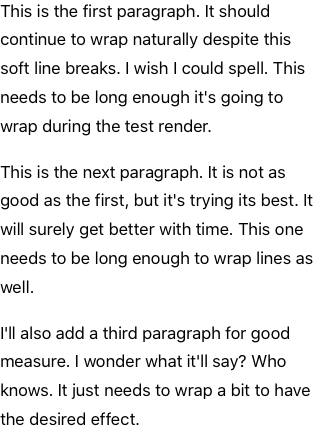 This is the first paragraph. It should
continue to wrap naturally despite this
soft line breaks. I wish I could spell. This
needs to be long enough it's going to
wrap during the test render.
This is the next paragraph. It is not as
good as the first, but it's trying its best. It
will surely get better with time. This one
needs to be long enough to wrap lines as
well.
I'll also add a third paragraph for good
measure. I wonder what it'll say? Who
knows. It just needs to wrap a bit to have
the desired effect.